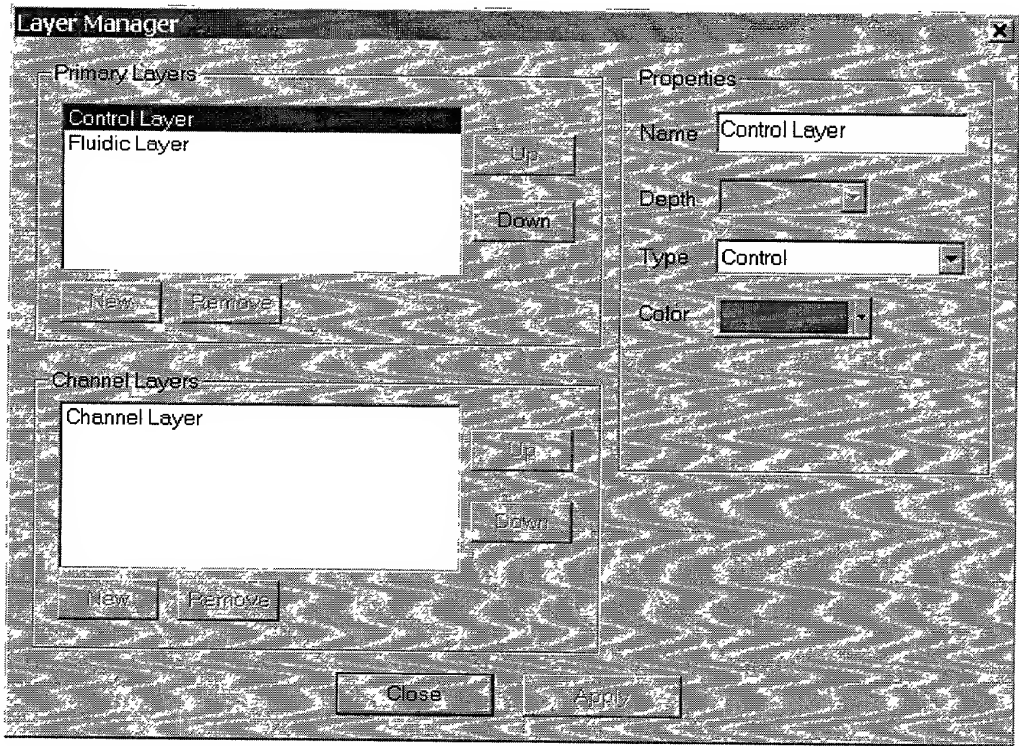 Layer Manager
Primary Layers
Control Layer
Fluidic Layer
Up
Down
New
Remove
Channel Layers
Channel Layer
Up
Down
New
Remove
Properties
Name Control Layer
Depth
Type Control
Color
Close
Apply